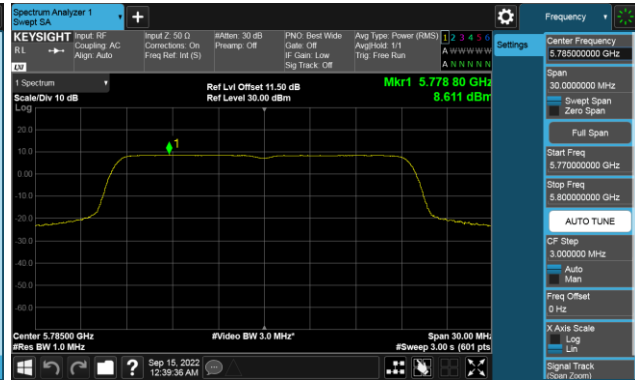 Spectrum Analyzer 1
Swept SA
+
Frequency
KEYSIGHT
RL
LXI
Input: RF
Coupling: AC
Align: Auto
Input Z: 50 Ω
Corrections: On
Freq Ref: Int (S)
#Atten: 30 dB
Preamp: Off
PNO: Best Wide
Gate: Off
IF Gain: Low
Sig Track: Off
Avg Type: Power (RMS)
Avg|Hold: 1/1
Trig: Free Run
1 2 3 4 5 6
A W W W W W
A N N N N N
1 Spectrum
Scale/Div 10 dB
Ref Lvl Offset 11.50 dB
Ref Level 30.00 dBm
Mkr1 5.778 80 GHz
8.611 dBm
Log
20.0
10.0
0.00
-10.0
-20.0
-30.0
-40.0
-50.0
-60.0
1
Center 5.78500 GHz
#Res BW 1.0 MHz
#Video BW 3.0 MHz*
Span 30.00 MHz
#Sweep 3.00 s (601 pts)
?
Sep 15, 2022
12:39:36 AM
Settings
Center Frequency
5.785000000 GHz
Span
30.0000000 MHz
Swept Span
Zero Span
Full Span
Start Freq
5.770000000 GHz
Stop Freq
5.800000000 GHz
AUTO TUNE
CF Step
3.000000 MHz
Auto
Man
Freq Offset
0 Hz
X Axis Scale
Log
Lin
Signal Track
(Span Zoom)